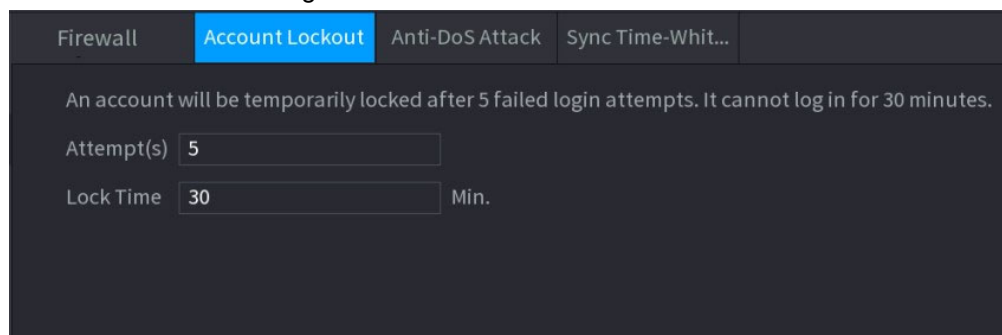 Firewall Account Lockout Anti-DoS Attack Sync Time-Whit...
An account will be temporarily locked after 5 failed login attempts. It cannot log in for 30 minutes.
Attempt(s) 5
Lock Time 30 Min.